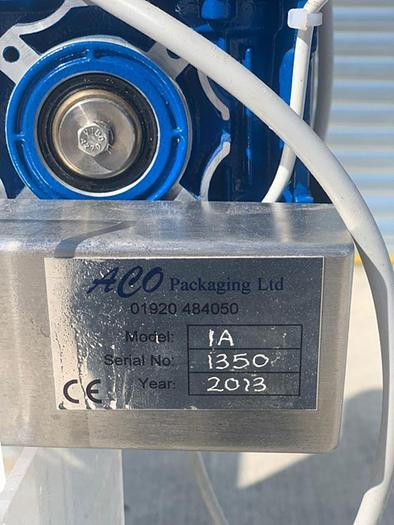 ACO Packaging Ltd
01920 484050
Model: 1A
Serial No: 1350
Year: 2013
CE